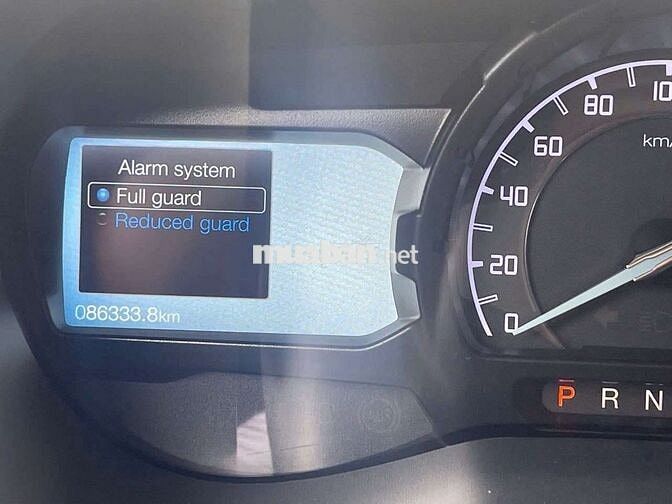 Alarm system
Full guard
Reduced guard
muaban.net
086333.8km
0
20
40
60
80
km/
P R N